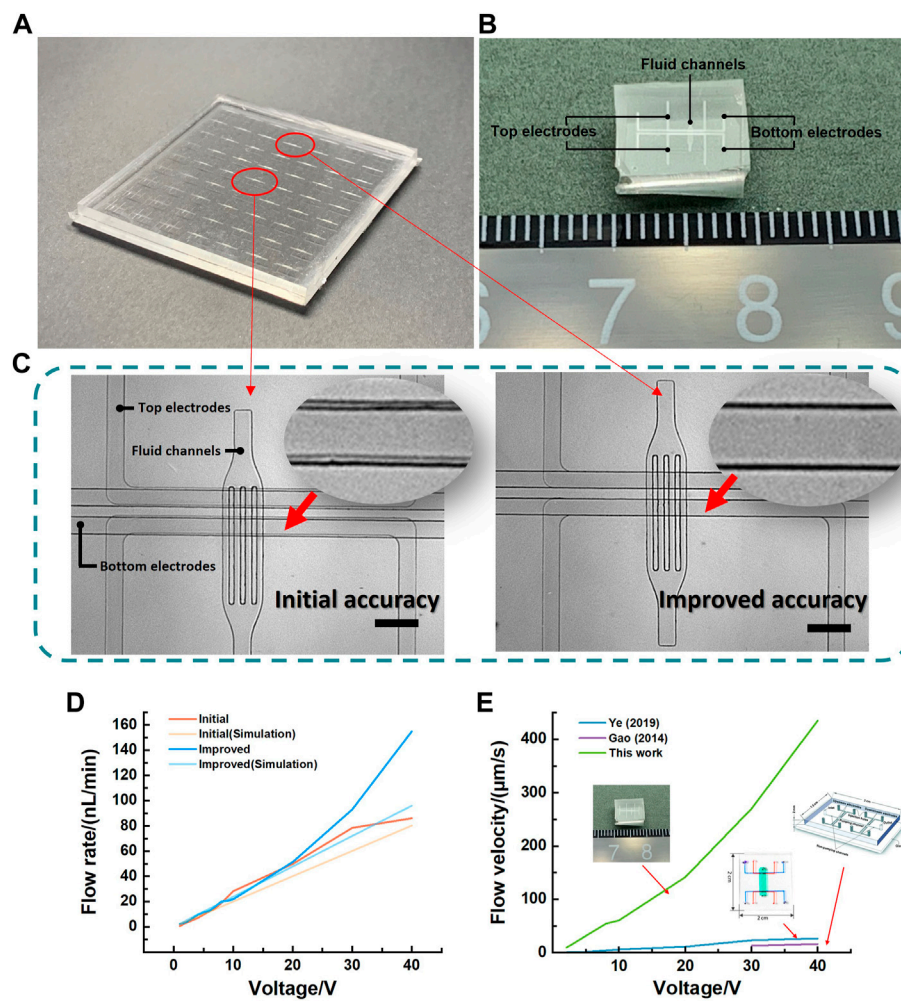 A
B
Fluid channels
Top electrodes
Bottom electrodes
6 7 8 9
C
Top electrodes
Fluid channels
Bottom electrodes
Initial accuracy
Improved accuracy
D
Initial
Initial(Simulation)
Improved
Improved(Simulation)
160
140
120
100
80
60
40
20
0
Flow rate/(nL/min)
0 10 20 30 40
Voltage/V
E
Ye (2019)
Gao (2014)
This work
400
300
200
100
0
Flow velocity/(μm/s)
7 8
2 cm
2 cm
10 20 30 40
Voltage/V